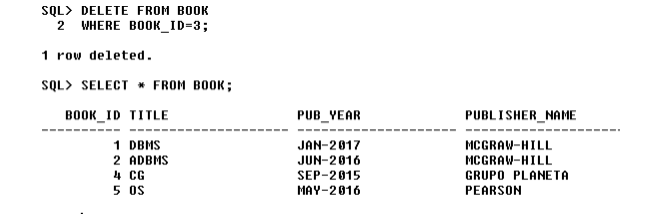 SQL> DELETE FROM BOOK
2 WHERE BOOK_ID=3;
1 row deleted.
SQL> SELECT * FROM BOOK;
BOOK_ID TITLE PUB_YEAR PUBLISHER_NAME
---------- -------------------- -------------------- --------------------
1 DBMS JAN-2017 MCGRAW-HILL
2 ADBMS JUN-2016 MCGRAW-HILL
4 CG SEP-2015 GRUPO PLANETA
5 OS MAY-2016 PEARSON